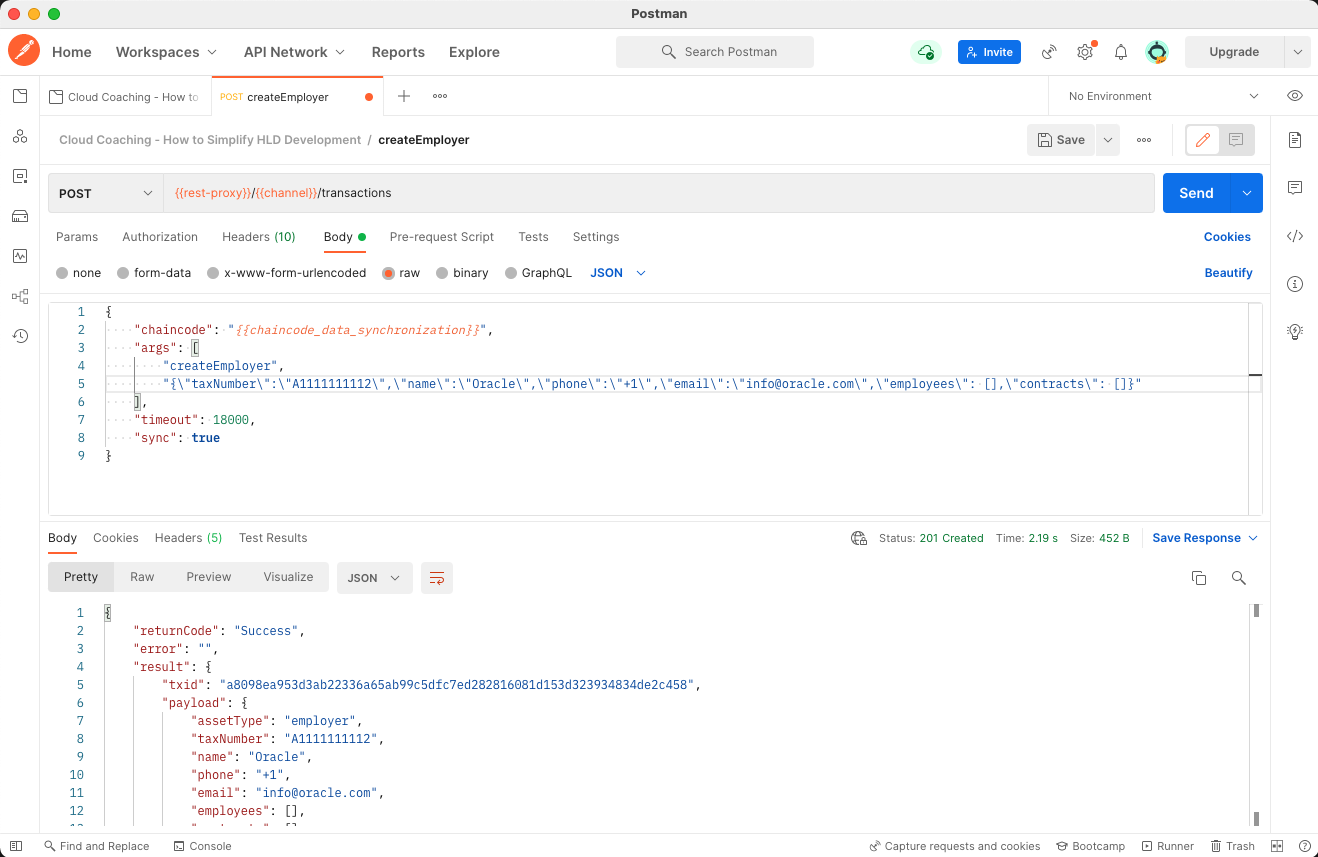 Postman
Home Workspaces API Network Reports Explore Search Postman Invite Upgrade
Cloud Coaching - How to POST createEmployer No Environment
Cloud Coaching - How to Simplify HLD Development / createEmployer Save
POST {{rest-proxy}}/{{channel}}/transactions Send
Params Authorization Headers (10) Body Pre-request Script Tests Settings Cookies
none form-data x-www-form-urlencoded raw binary GraphQL JSON Beautify
1 {
2 "chaincode": "{{chaincode_data_synchronization}}",
3 "args": [
4 "createEmployer",
5 "{\"taxNumber\":\"A1111111112\",\"name\":\"Oracle\",\"phone\":\"+1\",\"email\":\"info@oracle.com\",\"employees\": [],\"contracts\": []}"
6 ],
7 "timeout": 18000,
8 "sync": true
9 }
Body Cookies Headers (5) Test Results Status: 201 Created Time: 2.19 s Size: 452 B Save Response
Pretty Raw Preview Visualize JSON
1 {
2 "returnCode": "Success",
3 "error": "",
4 "result": {
5 "txid": "a8098ea953d3ab22336a65ab99c5dfc7ed282816081d153d323934834de2c458",
6 "payload": {
7 "assetType": "employer",
8 "taxNumber": "A1111111112",
9 "name": "Oracle",
10 "phone": "+1",
11 "email": "info@oracle.com",
12 "employees": [],
Find and Replace Console Capture requests and cookies Bootcamp Runner Trash